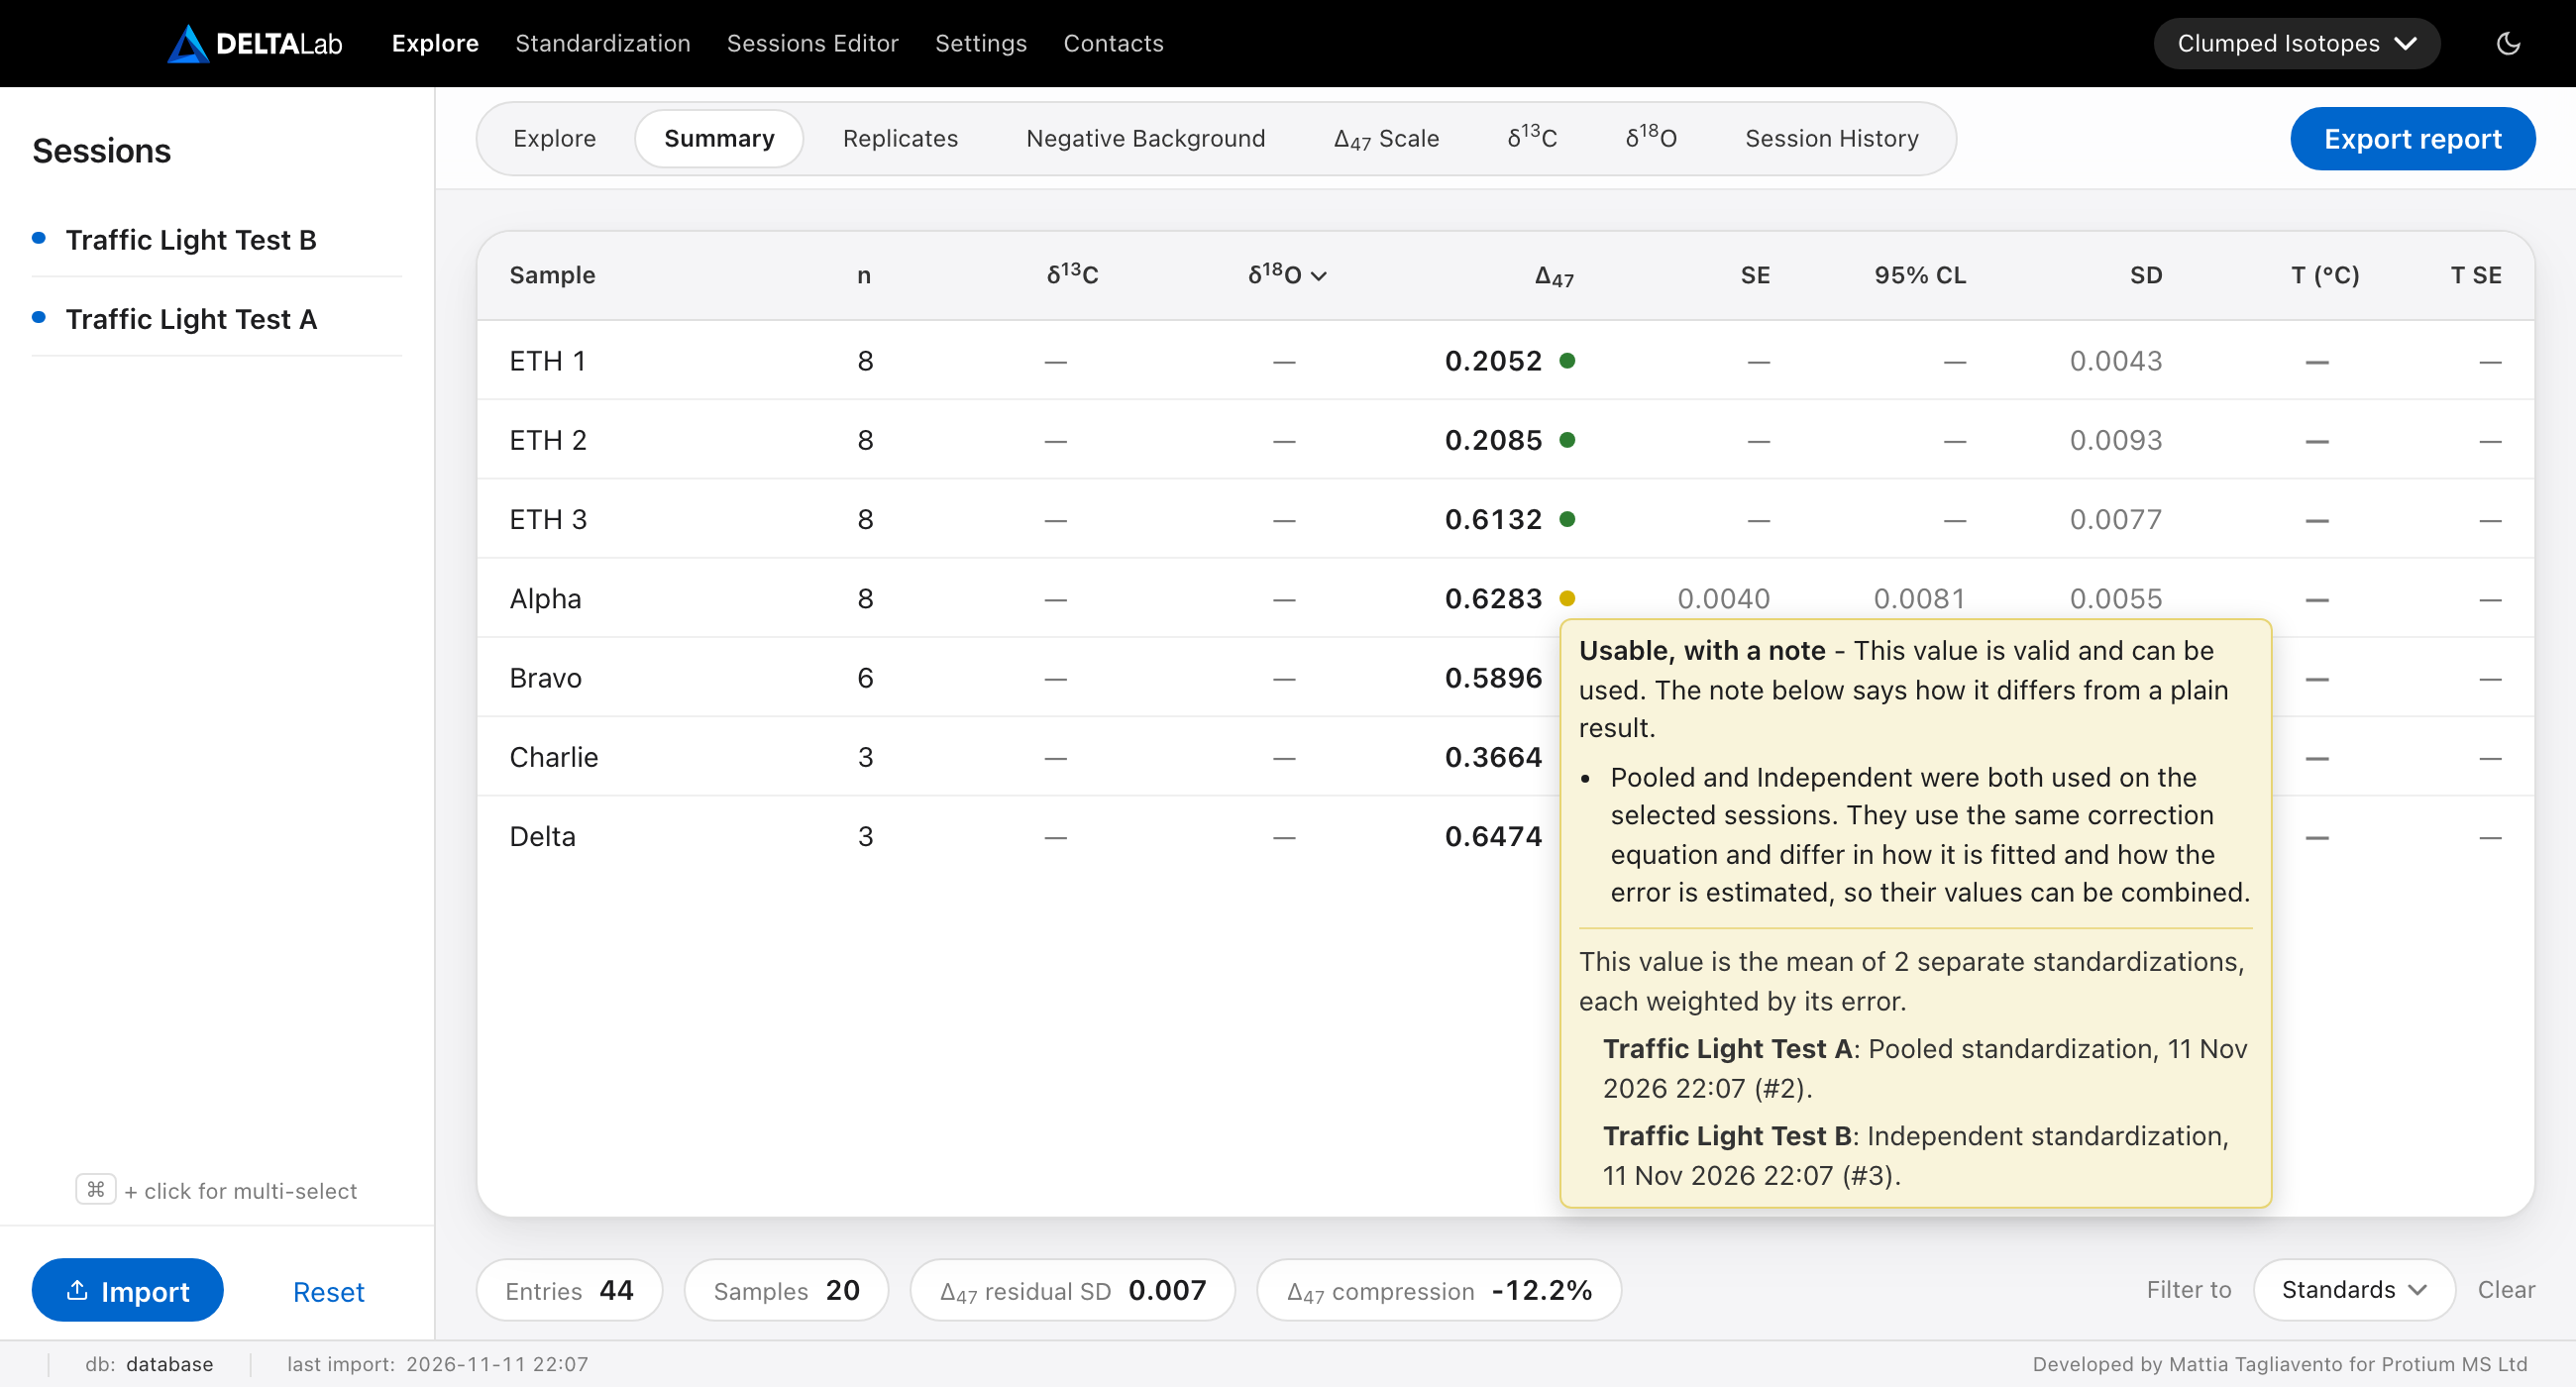 DELTALab Explore Standardization Sessions Editor Settings Contacts Clumped Isotopes
Sessions
Traffic Light Test B
Traffic Light Test A
⌘ + click for multi-select
Import Reset
Explore Summary Replicates Negative Background Δ47 Scale δ13C δ18O Session History Export report
Sample n δ13C δ18O Δ47 SE 95% CL SD T (°C) T SE
ETH 1 8 — — 0.2052 — — 0.0043 — —
ETH 2 8 — — 0.2085 — — 0.0093 — —
ETH 3 8 — — 0.6132 — — 0.0077 — —
Alpha 8 — — 0.6283 0.0040 0.0081 0.0055 — —
Bravo 6 — — 0.5896 — —
Charlie 3 — — 0.3664 — —
Delta 3 — — 0.6474 — —
Usable, with a note - This value is valid and can be
used. The note below says how it differs from a plain
result.
• Pooled and Independent were both used on the
selected sessions. They use the same correction
equation and differ in how it is fitted and how the
error is estimated, so their values can be combined.
This value is the mean of 2 separate standardizations,
each weighted by its error.
Traffic Light Test A: Pooled standardization, 11 Nov
2026 22:07 (#2).
Traffic Light Test B: Independent standardization,
11 Nov 2026 22:07 (#3).
Entries 44 Samples 20 Δ47 residual SD 0.007 Δ47 compression -12.2% Filter to Standards Clear
db: database last import: 2026-11-11 22:07 Developed by Mattia Tagliavento for Protium MS Ltd